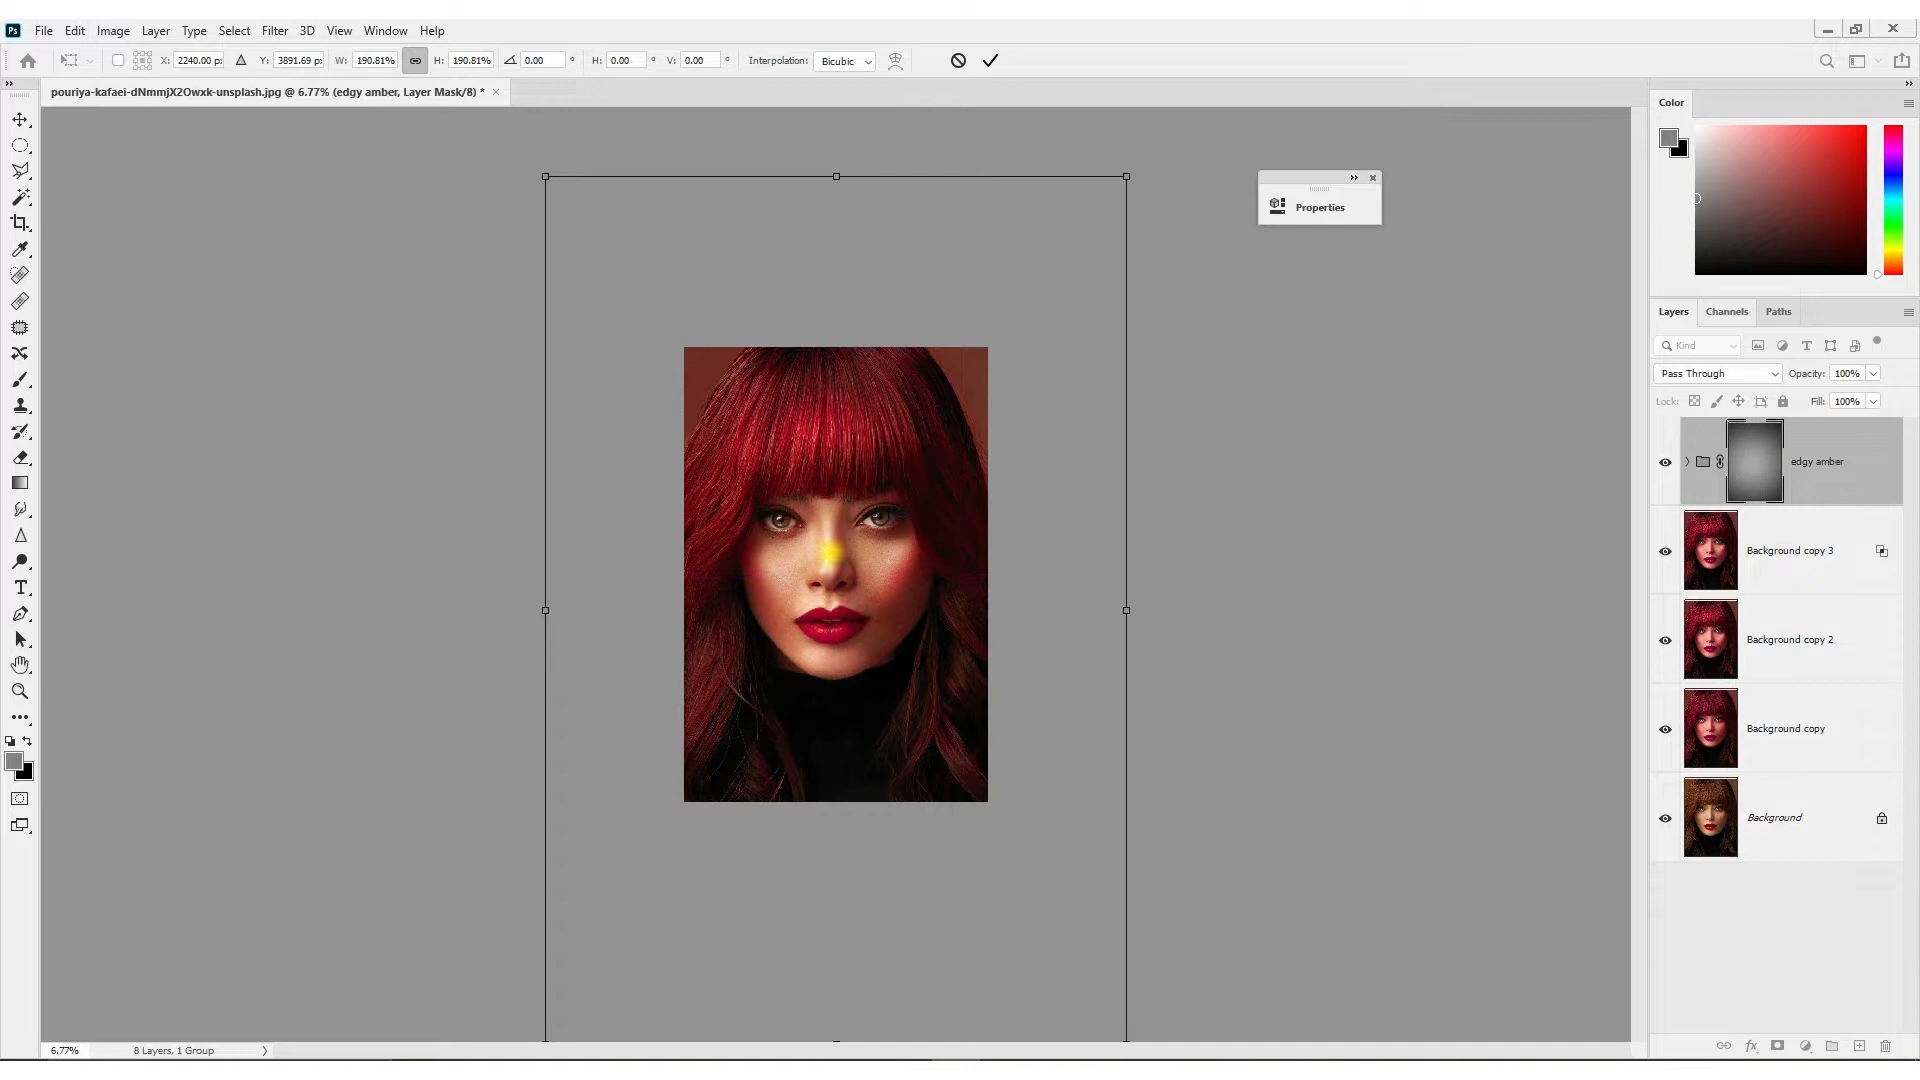 Ps File Edit Image Layer Type Select Filter 3D View Window Help
X: 2240.00 p: Y: 3891.69 p: W: 190.81% H: 190.81% 0.00 ° H: 0.00 ° V: 0.00 ° Interpolation: Bicubic
pouriya-kafaei-dNmmjX2Owxk-unsplash.jpg @ 6.77% (edgy amber, Layer Mask/8) *
Properties
Color
Layers Channels Paths
Kind
Pass Through Opacity: 100%
Lock: Fill: 100%
edgy amber
Background copy 3
Background copy 2
Background copy
Background
6.77% 8 Layers, 1 Group